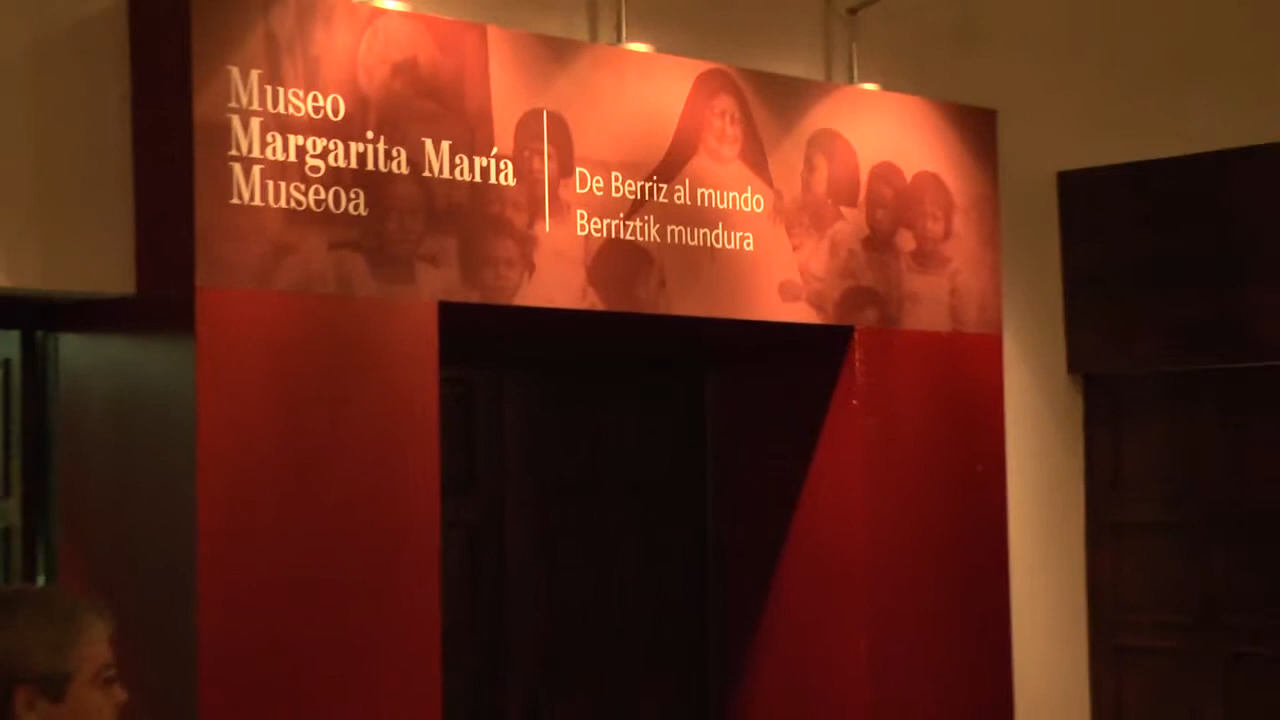 Museo
Margarita María
Museoa
De Berriz al mundo
Berriztik mundura